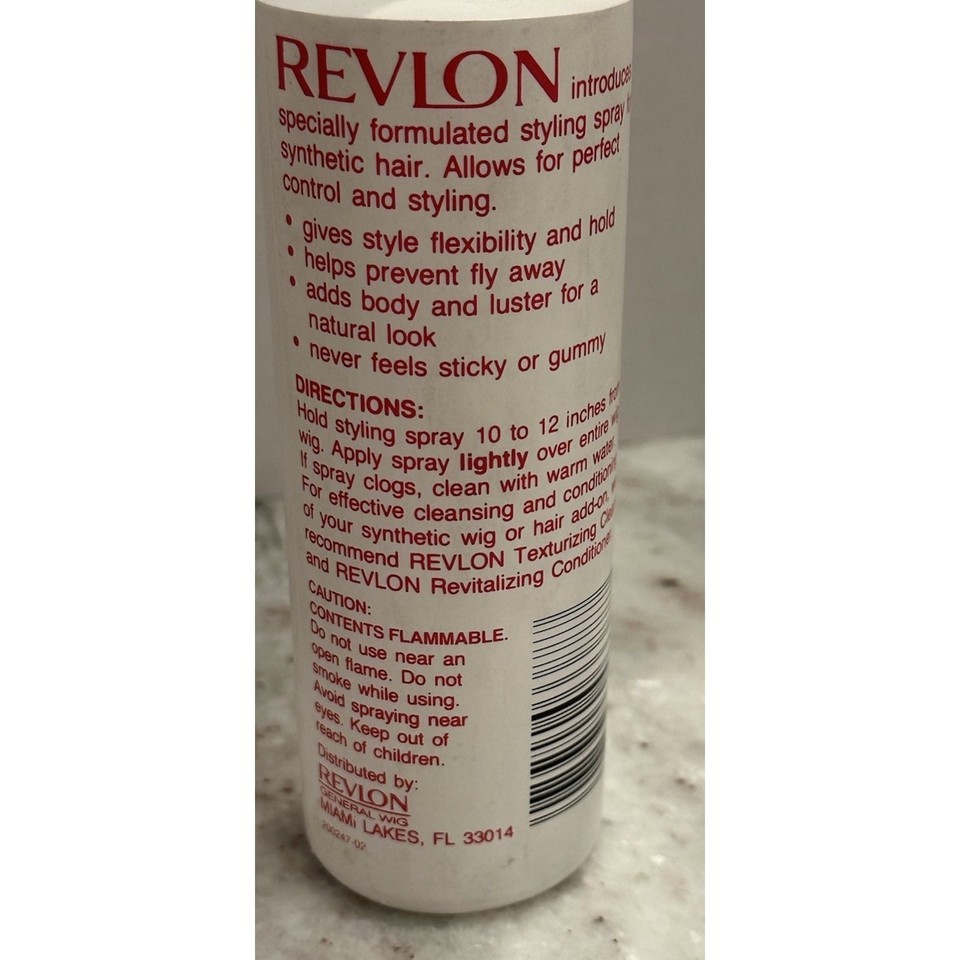 REVLON introduces
specially formulated styling spray
synthetic hair. Allows for perfect
control and styling.
• gives style flexibility and hold
• helps prevent fly away
• adds body and luster for a
natural look
• never feels sticky or gummy
DIRECTIONS:
Hold styling spray 10 to 12 inches from
wig. Apply spray lightly over entire
If spray clogs, clean with warm water.
For effective cleansing and conditioning
of your synthetic wig or hair add-on,
recommend REVLON Texturizing
and REVLON Revitalizing Conditioner
CAUTION:
CONTENTS FLAMMABLE.
Do not use near an
open flame. Do not
smoke while using.
Avoid spraying near
eyes. Keep out of
reach of children.
Distributed by:
REVLON
GENERAL WIG
MIAMI LAKES, FL 33014
200247-02